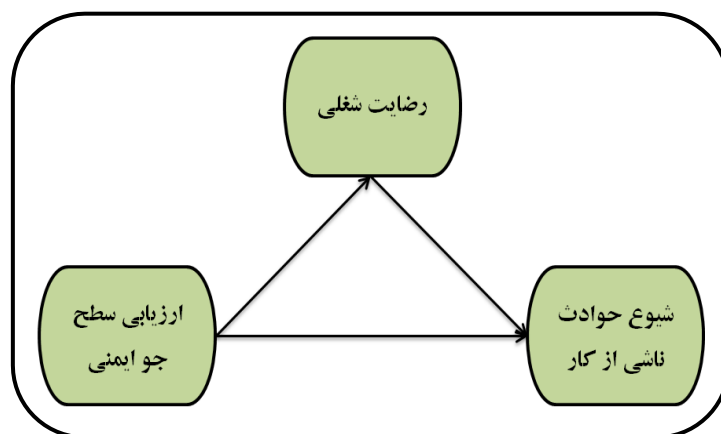 رضایت شغلی
شیوع حوادث
ناشی از کار
ارزیابی سطح
جو ایمنی